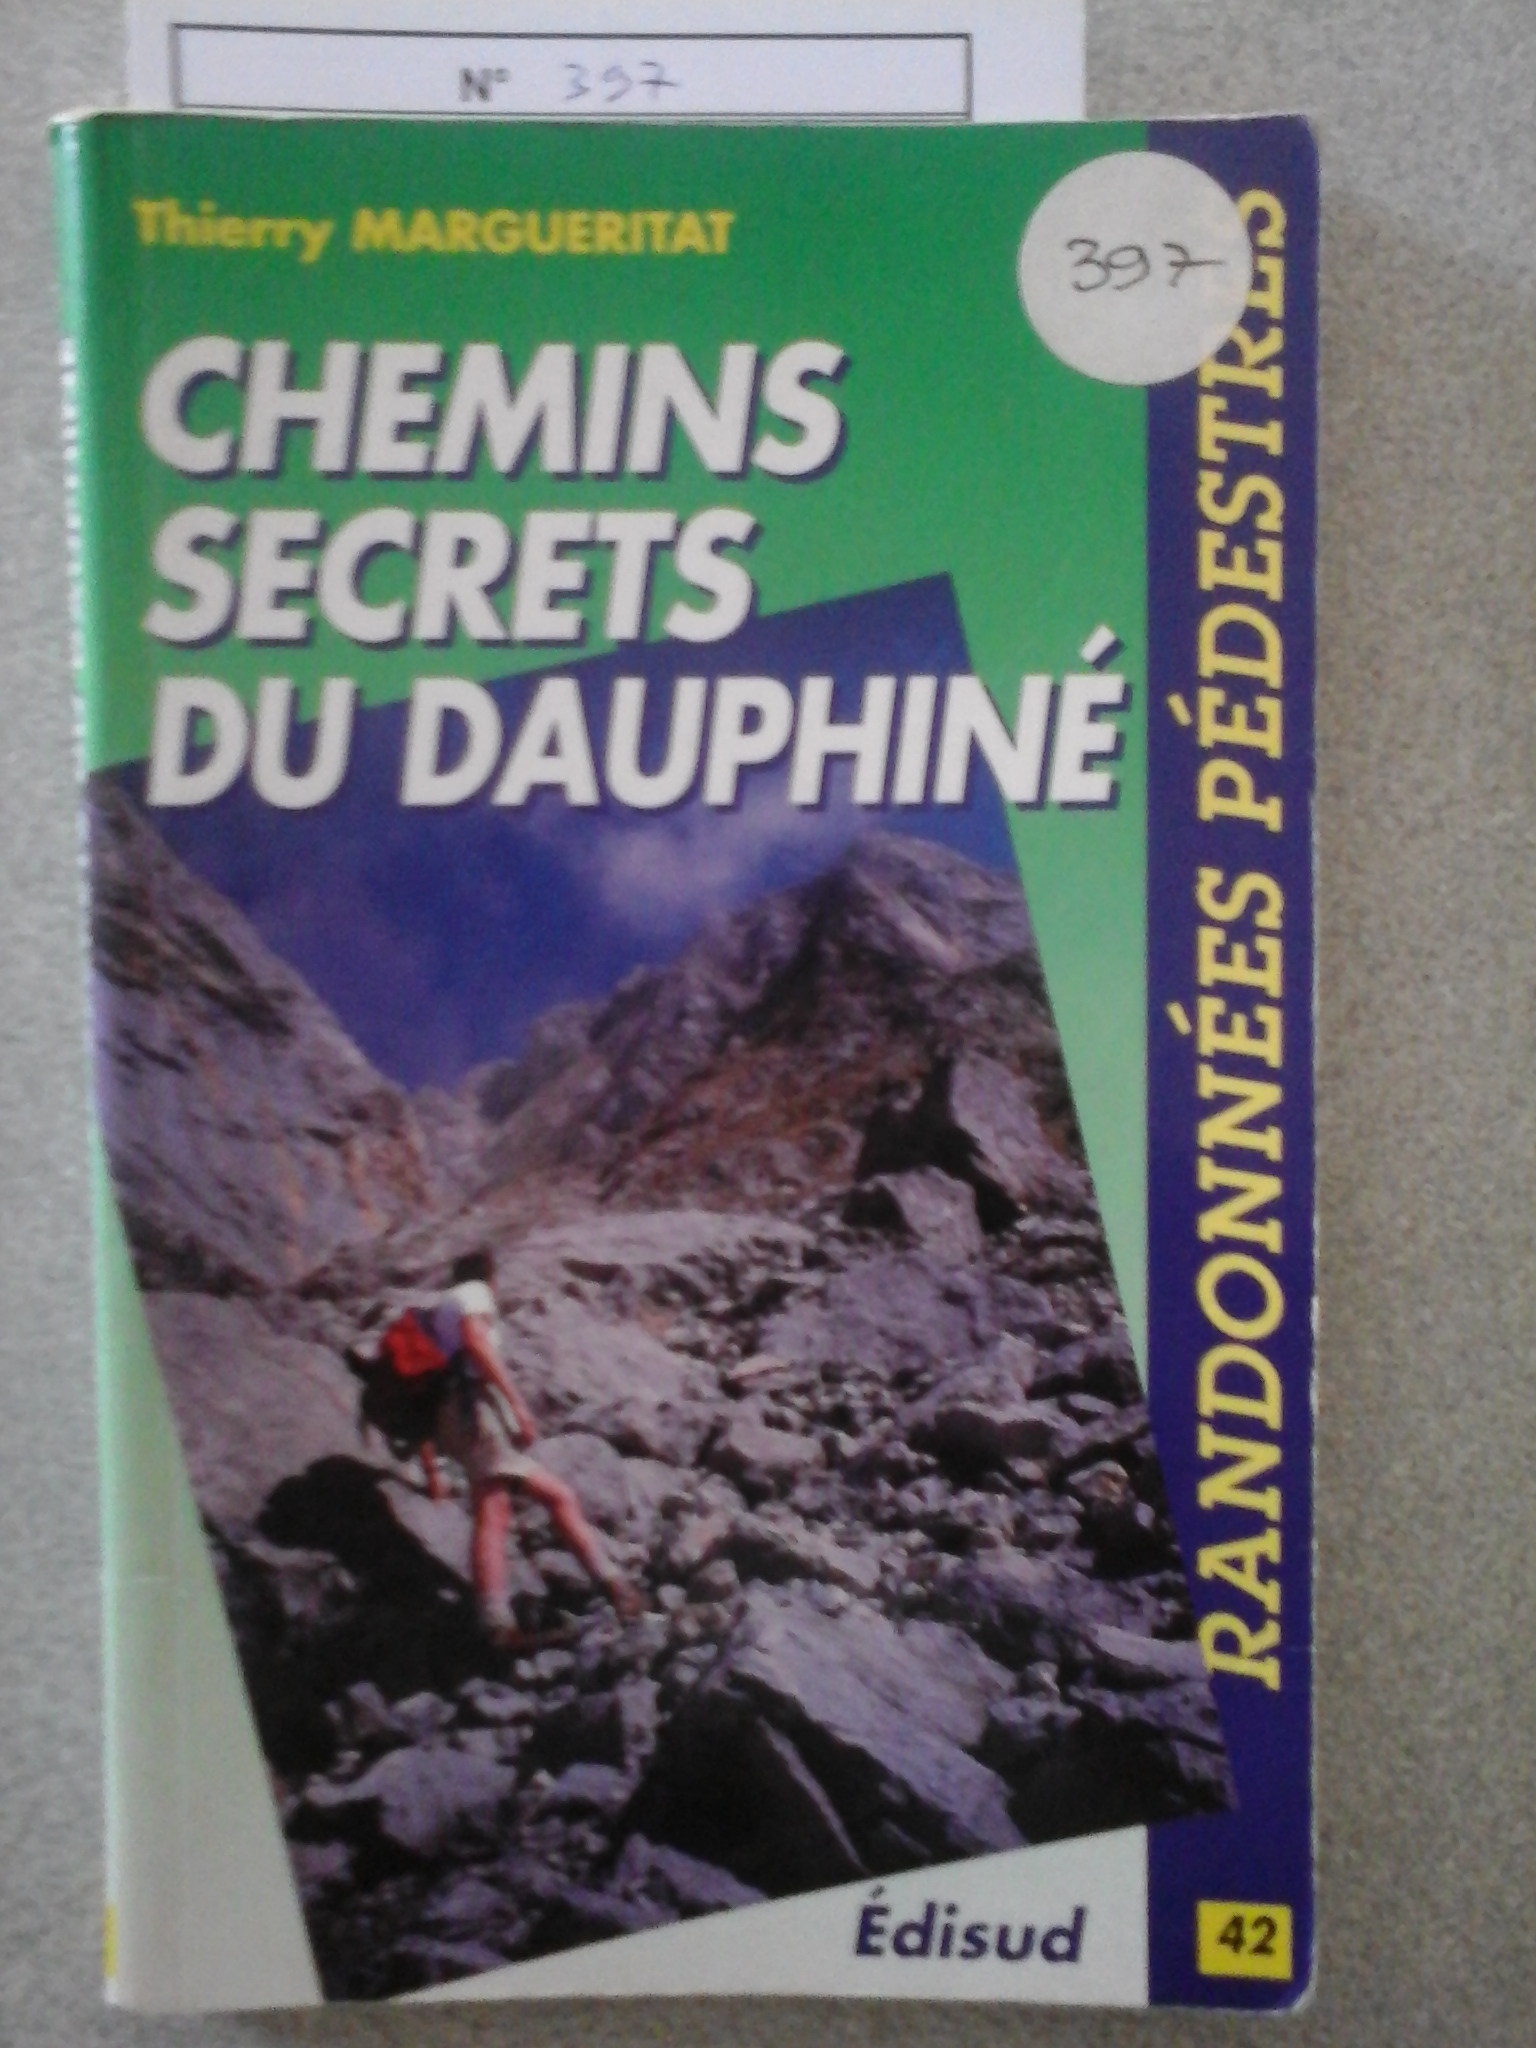 N° 397
Thierry MARGUERITAT
397
CHEMINS
SECRETS
DU DAUPHINÉ
RANDONNÉES PÉDESTRES
Édisud
42